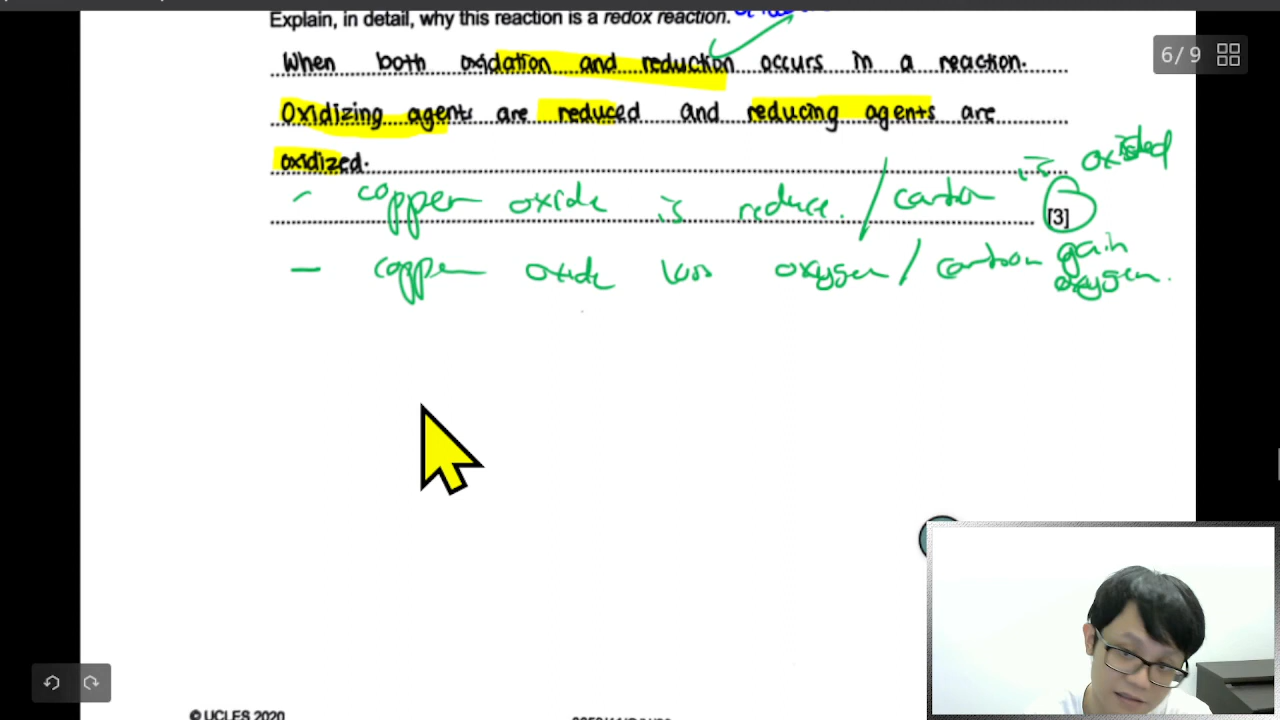 Explain, in detail, why this reaction is a redox reaction.
6/9
When both oxidation and reduction occurs in a reaction.
Oxidizing agents are reduced and reducing agents are
oxidized.
- copper oxide is reduce. / carbon is oxided
[3]
- copper oxide loss oxygen / carbon gain oxygen.
© UCLES 2020